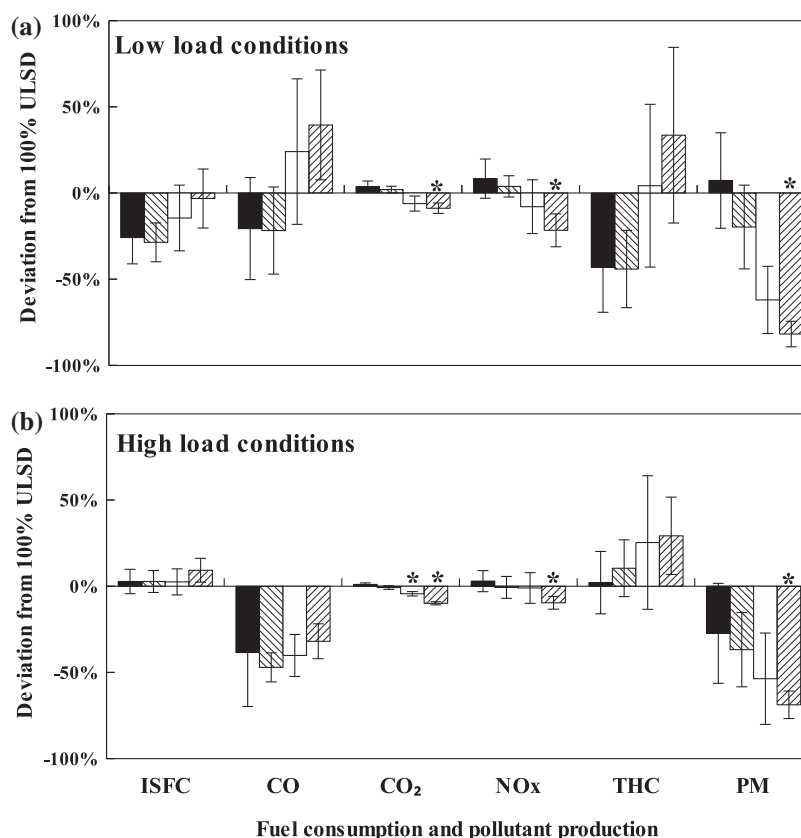 (a)
100%
Low load conditions
50%
0%
-50%
-100%
Deviation from 100% ULSD
*
*
*
(b)
100%
High load conditions
50%
0%
-50%
-100%
Deviation from 100% ULSD
* *
*
*
ISFC CO CO₂ NOx THC PM
Fuel consumption and pollutant production